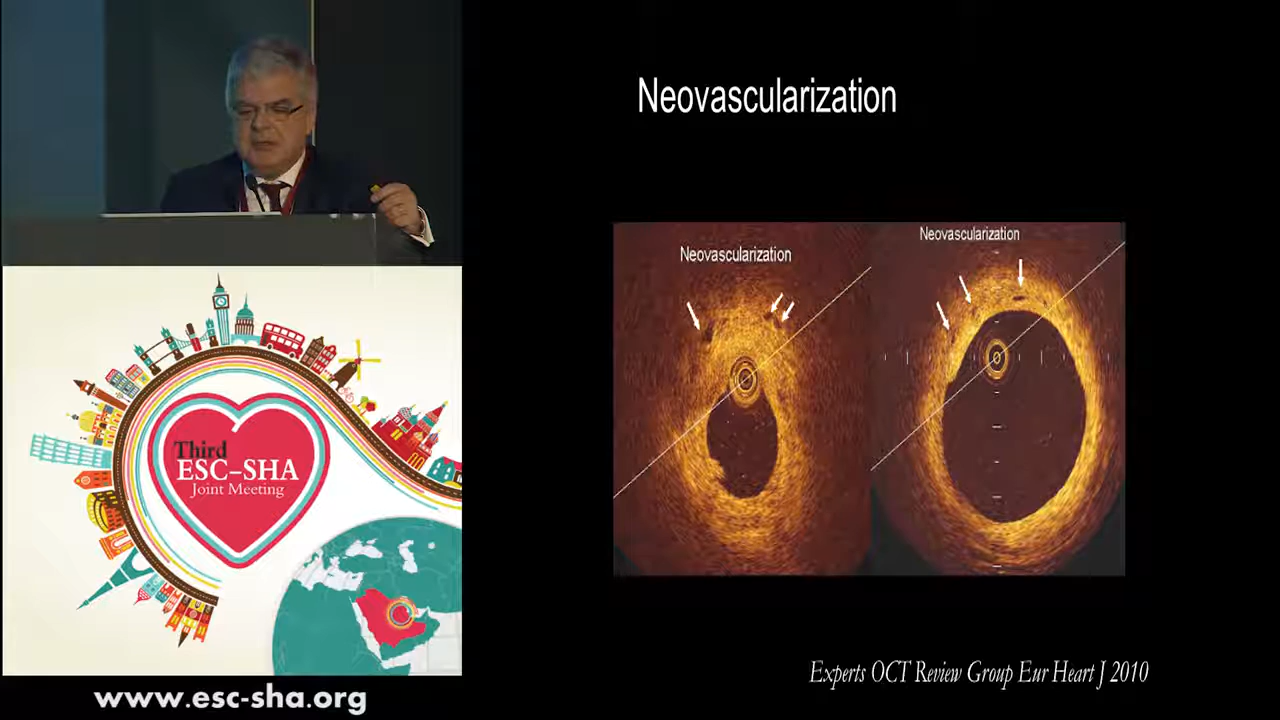 Neovascularization
Neovascularization
Neovascularization
Third
ESC-SHA
Joint Meeting
Experts OCT Review Group Eur Heart J 2010
www.esc-sha.org